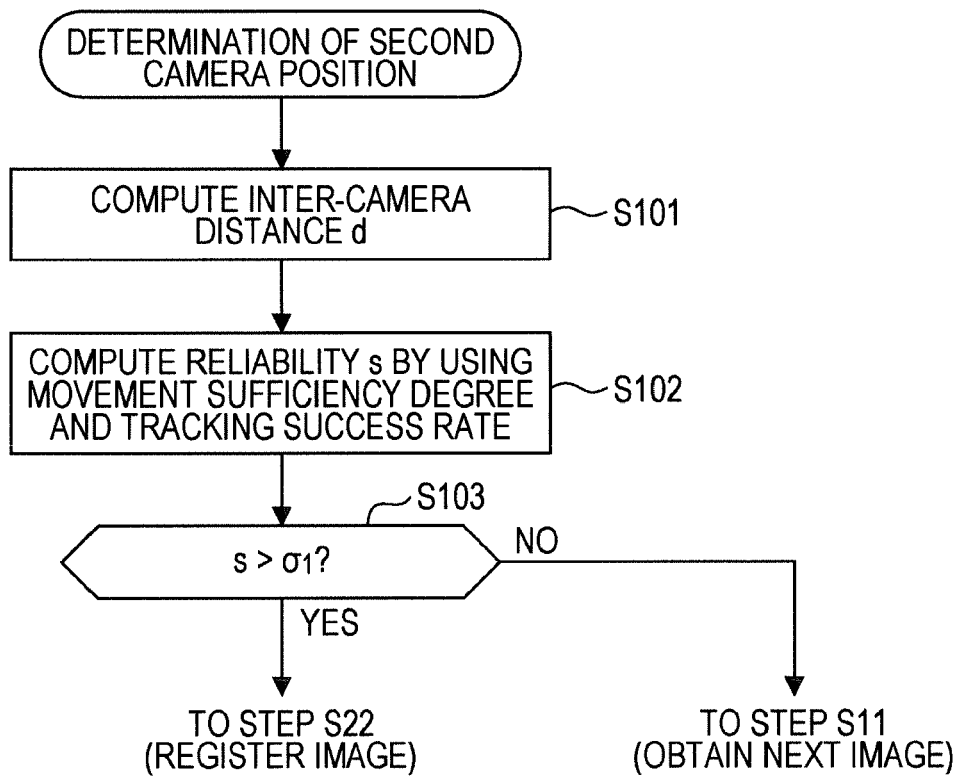 DETERMINATION OF SECOND
CAMERA POSITION
COMPUTE INTER-CAMERA
DISTANCE d
S101
COMPUTE RELIABILITY s BY USING
MOVEMENT SUFFICIENCY DEGREE
AND TRACKING SUCCESS RATE
S102
S103
s > σ1?
NO
YES
TO STEP S22
(REGISTER IMAGE)
TO STEP S11
(OBTAIN NEXT IMAGE)